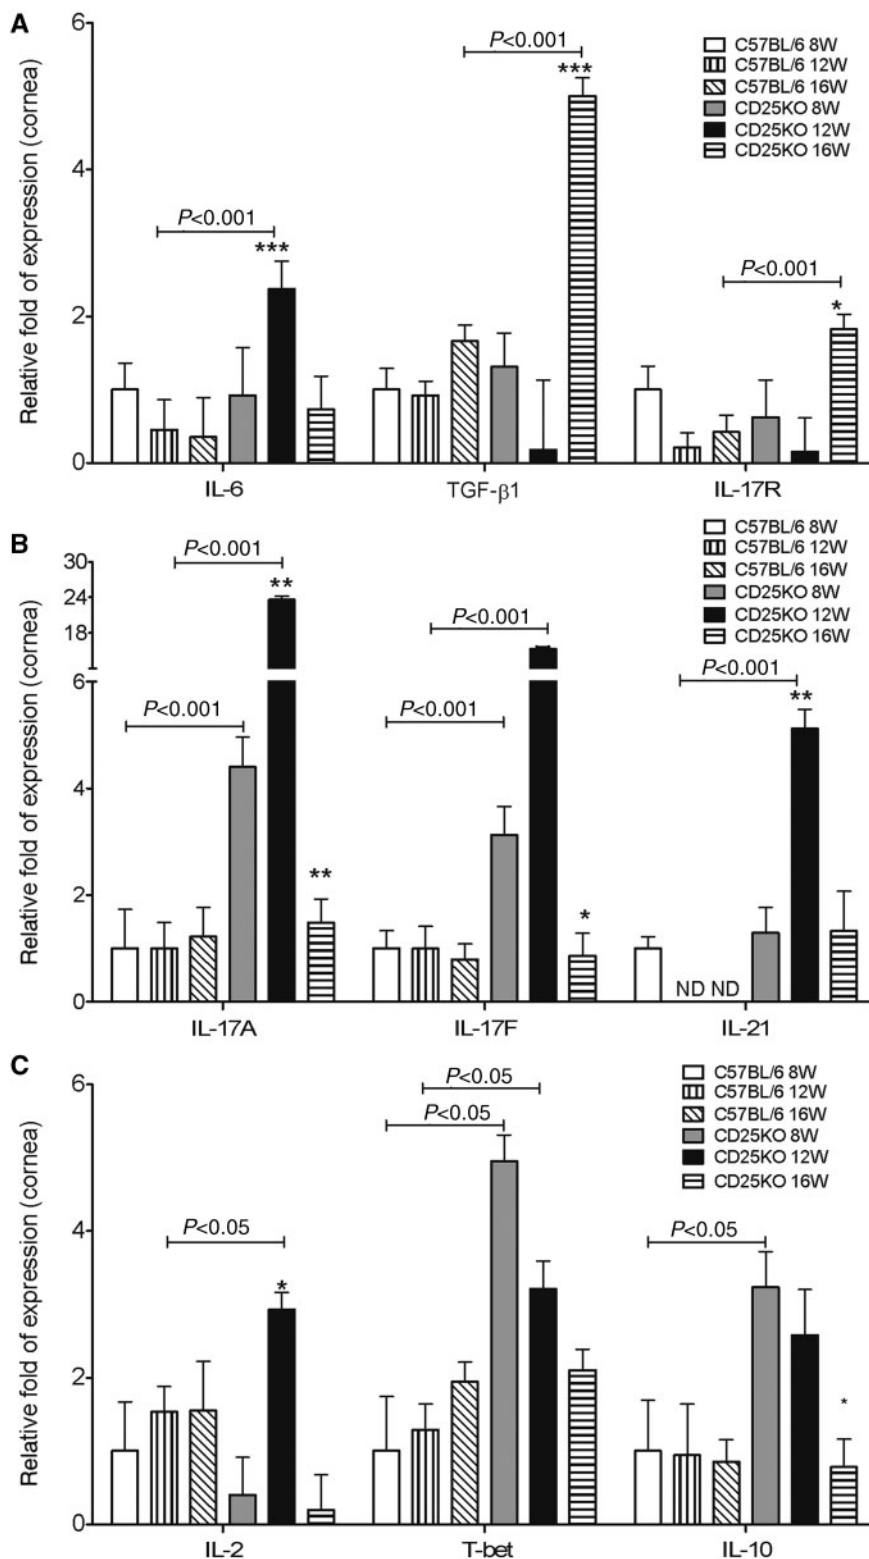 A
Relative fold of expression (cornea)
6
4
2
0
P<0.001
***
P<0.001
***
P<0.001
*
C57BL/6 8W
C57BL/6 12W
C57BL/6 16W
CD25KO 8W
CD25KO 12W
CD25KO 16W
IL-6
TGF-β1
IL-17R
B
Relative fold of expression (cornea)
30
24
18
6
4
2
0
P<0.001
**
P<0.001
**
P<0.001
P<0.001
*
P<0.001
**
ND ND
C57BL/6 8W
C57BL/6 12W
C57BL/6 16W
CD25KO 8W
CD25KO 12W
CD25KO 16W
IL-17A
IL-17F
IL-21
C
Relative fold of expression (cornea)
6
4
2
0
P<0.05
*
P<0.05
P<0.05
P<0.05
*
C57BL/6 8W
C57BL/6 12W
C57BL/6 16W
CD25KO 8W
CD25KO 12W
CD25KO 16W
IL-2
T-bet
IL-10